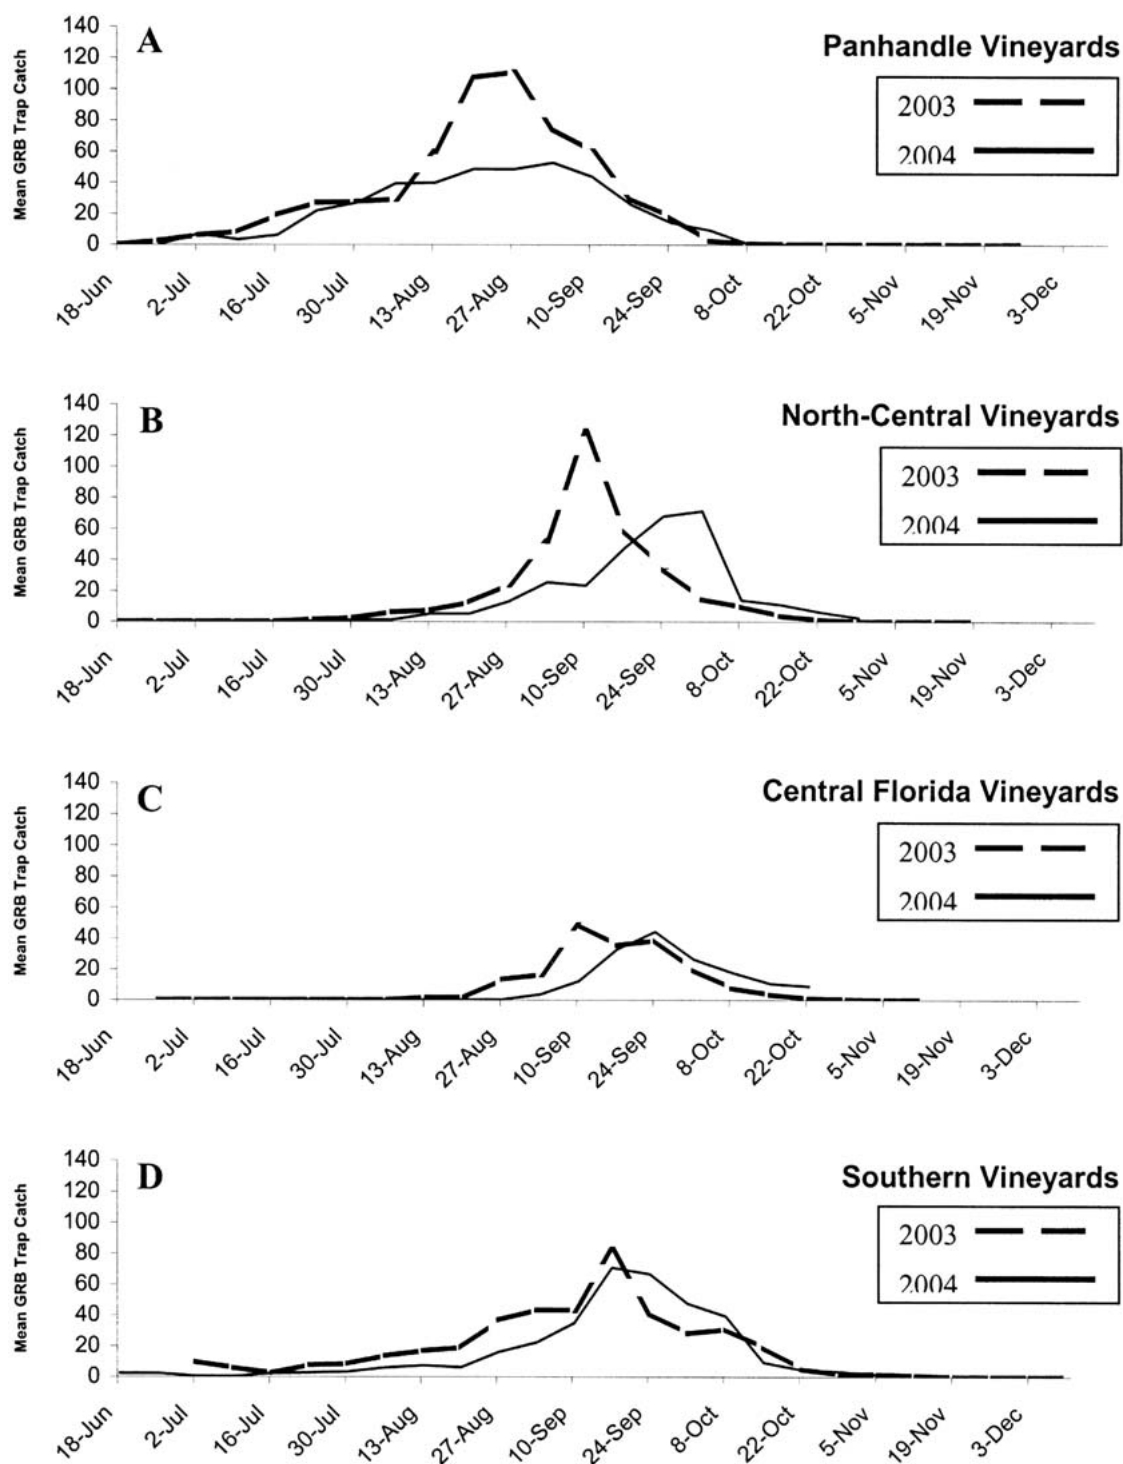 A
Panhandle Vineyards
Mean GRB Trap Catch
140
120
100
80
60
40
20
0
2003
2004
18-Jun
2-Jul
16-Jul
30-Jul
13-Aug
27-Aug
10-Sep
24-Sep
8-Oct
22-Oct
5-Nov
19-Nov
3-Dec
B
North-Central Vineyards
Mean GRB Trap Catch
140
120
100
80
60
40
20
0
2003
2004
18-Jun
2-Jul
16-Jul
30-Jul
13-Aug
27-Aug
10-Sep
24-Sep
8-Oct
22-Oct
5-Nov
19-Nov
3-Dec
C
Central Florida Vineyards
Mean GRB Trap Catch
140
120
100
80
60
40
20
0
2003
2004
18-Jun
2-Jul
16-Jul
30-Jul
13-Aug
27-Aug
10-Sep
24-Sep
8-Oct
22-Oct
5-Nov
19-Nov
3-Dec
D
Southern Vineyards
Mean GRB Trap Catch
140
120
100
80
60
40
20
0
2003
2004
18-Jun
2-Jul
16-Jul
30-Jul
13-Aug
27-Aug
10-Sep
24-Sep
8-Oct
22-Oct
5-Nov
19-Nov
3-Dec